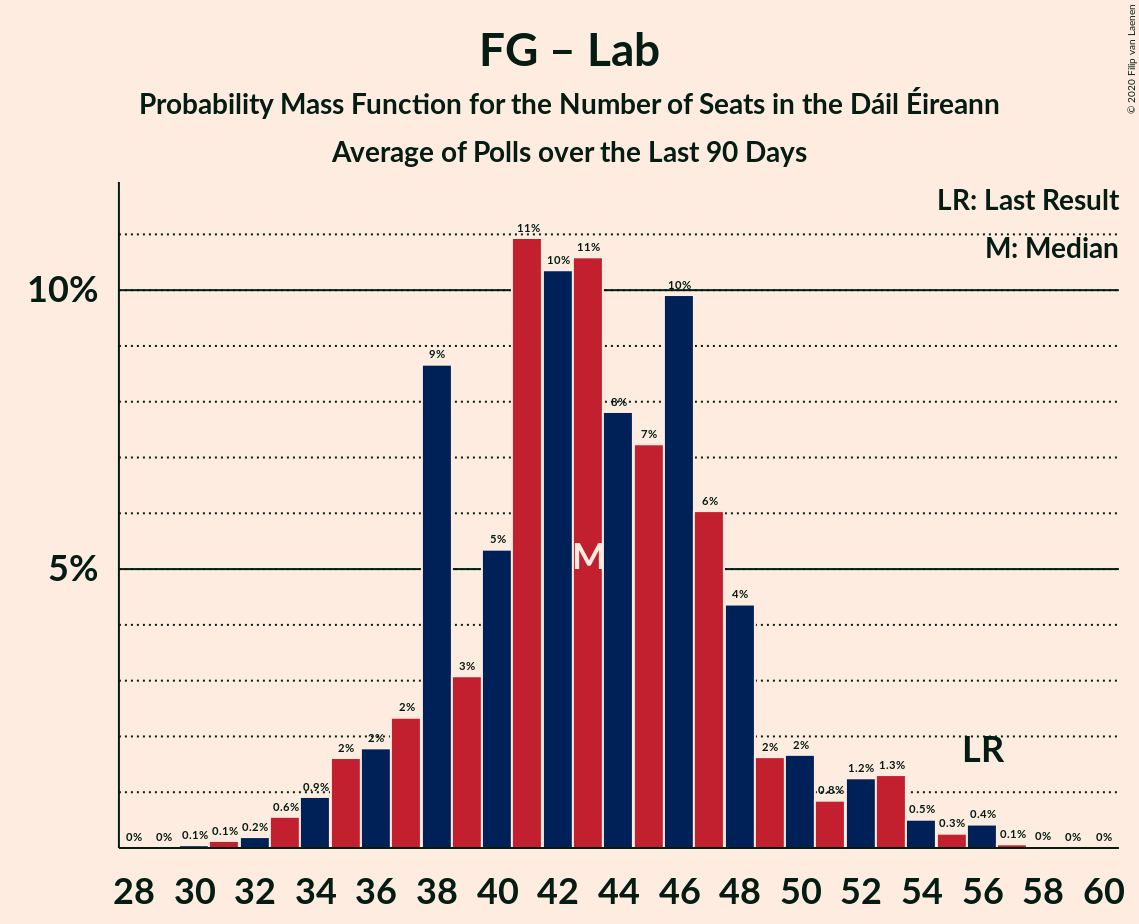 FG – Lab
Probability Mass Function for the Number of Seats in the Dáil Éireann
Average of Polls over the Last 90 Days
© 2020 Filip van Laenen
LR: Last Result
M: Median
10%
5%
0% 0% 0.1% 0.1% 0.2% 0.6% 0.9% 2% 2% 2% 9% 3% 5% 11% 10% 11% 8% 7% 10% 6% 4% 2% 2% 0.8% 1.2% 1.3% 0.5% 0.3% 0.4% 0.1% 0% 0% 0%
M
LR
28 30 32 34 36 38 40 42 44 46 48 50 52 54 56 58 60